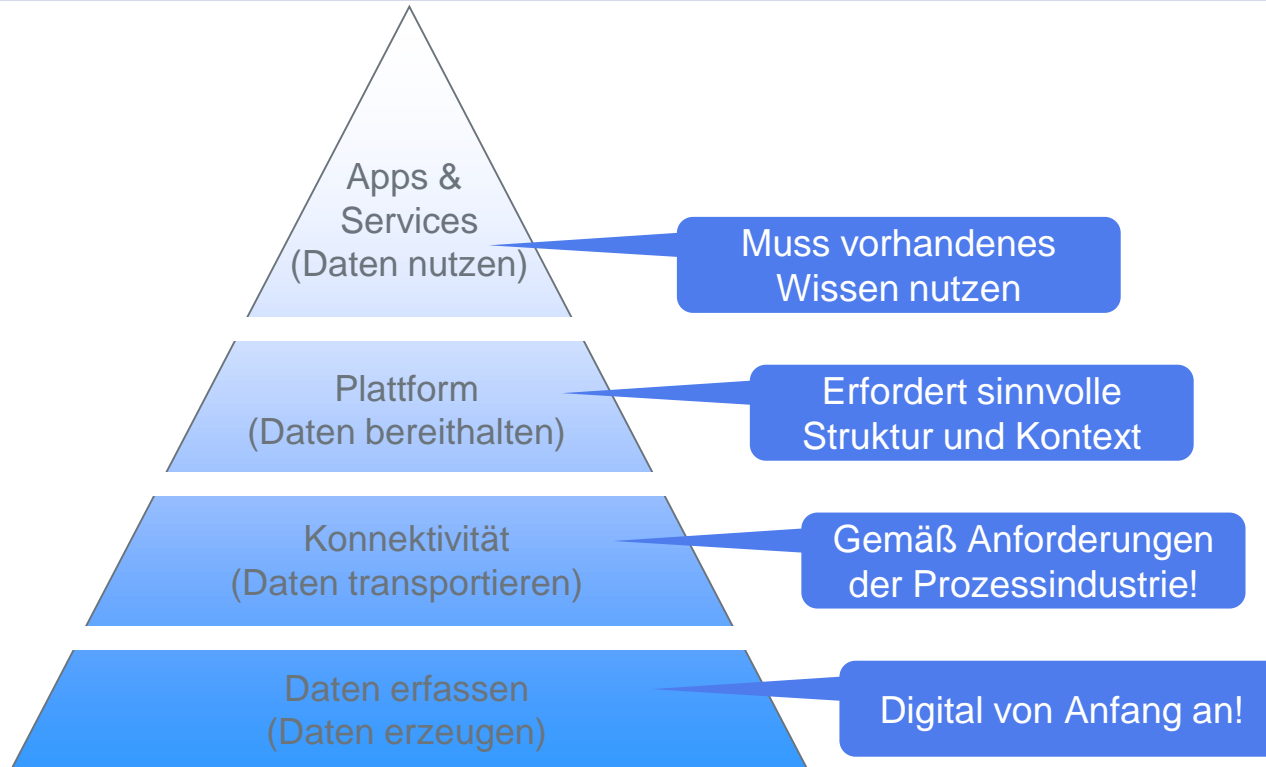 Apps &
Services
(Daten nutzen)
Muss vorhandenes
Wissen nutzen
Plattform
(Daten bereithalten)
Erfordert sinnvolle
Struktur und Kontext
Konnektivität
(Daten transportieren)
Gemäß Anforderungen
der Prozessindustrie!
Daten erfassen
(Daten erzeugen)
Digital von Anfang an!